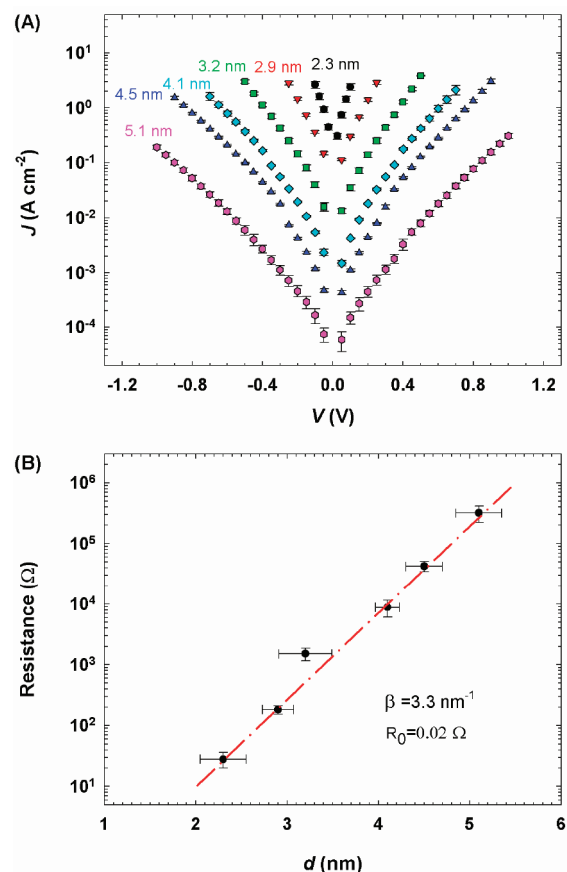 (A)
10¹
10⁰
10⁻¹
10⁻²
10⁻³
10⁻⁴
J (A cm⁻²)
3.2 nm
2.9 nm
2.3 nm
4.1 nm
4.5 nm
5.1 nm
-1.2 -0.8 -0.4 0.0 0.4 0.8 1.2
V (V)
(B)
10⁶
10⁵
10⁴
10³
10²
10¹
Resistance (Ω)
β =3.3 nm⁻¹
R₀=0.02 Ω
1 2 3 4 5 6
d (nm)